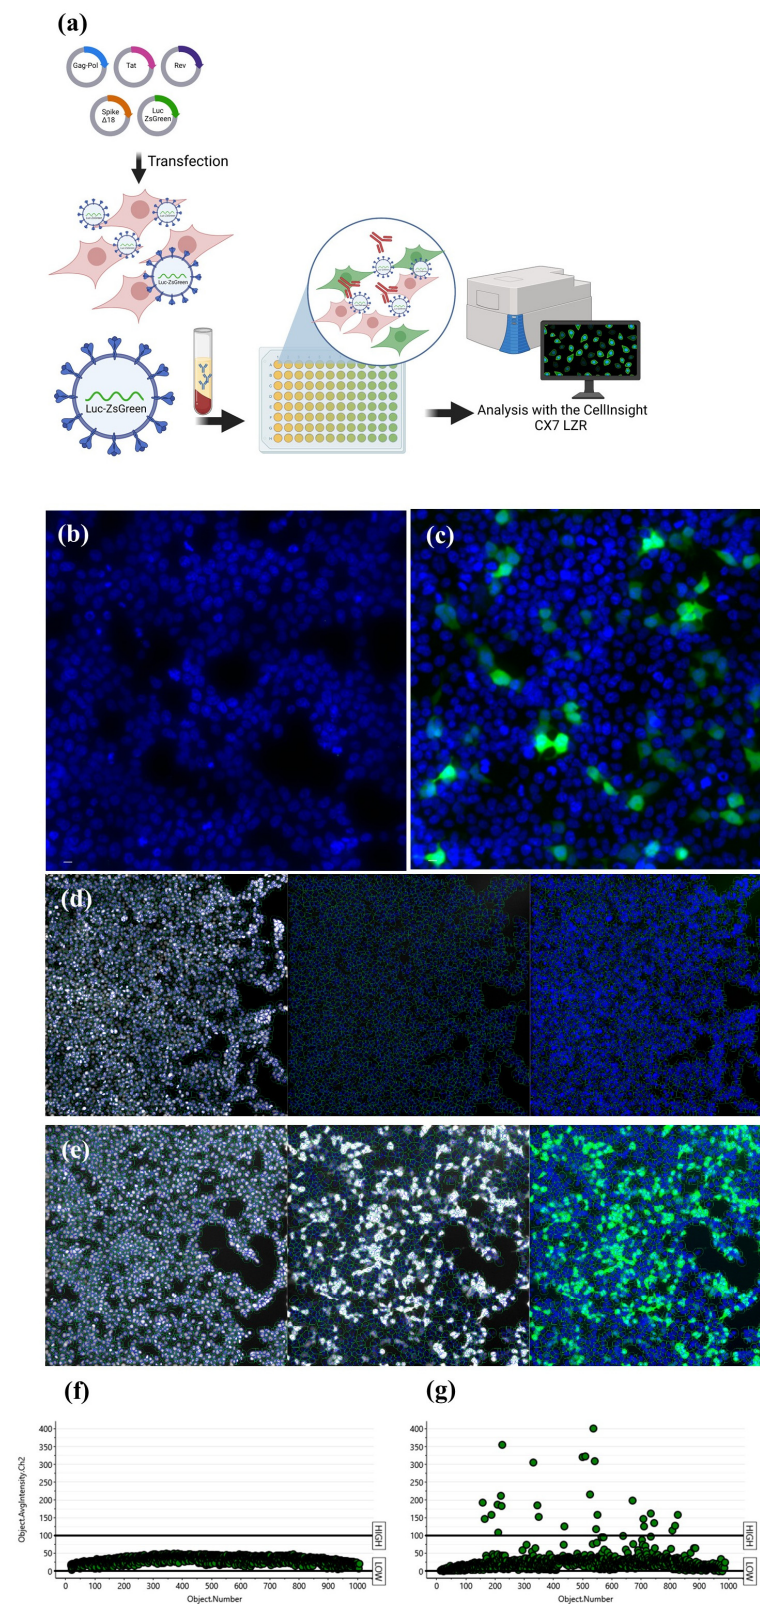 (a)
Gag-Pol
Tat
Rev
Spike
Δ18
Luc
ZsGreen
Transfection
Luc-ZsGreen
Luc-ZsGreen
Analysis with the CellInsight
CX7 LZR
(b)
(c)
(d)
(e)
(f)
(g)
400
350
300
250
200
150
100
50
0
Object.AvgIntensity.Ch2
HIGH
LOW
0 100 200 300 400 500 600 700 800 900 1000
Object.Number
400
350
300
250
200
150
100
50
0
HIGH
LOW
0 100 200 300 400 500 600 700 800 900 1000
Object.Number